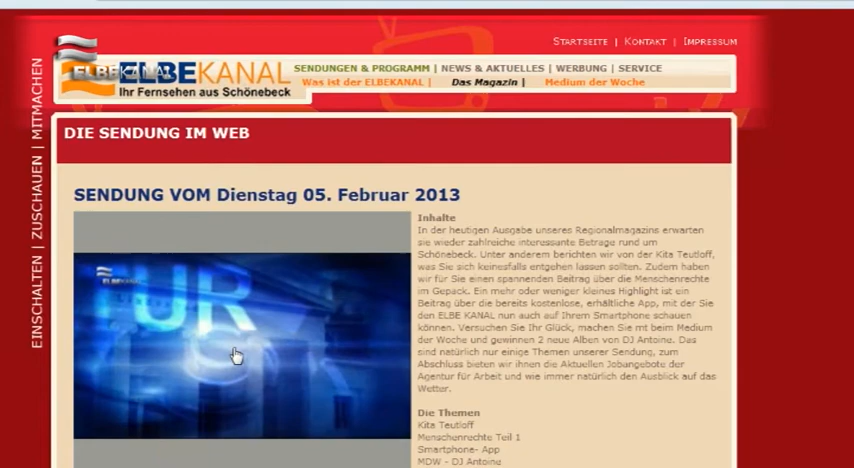 STARTSEITE | KONTAKT | IMPRESSUM
ELBEKANAL
Ihr Fernsehen aus Schönebeck
SENDUNGEN & PROGRAMM | NEWS & AKTUELLES | WERBUNG | SERVICE
Was ist der ELBEKANAL | Das Magazin | Medium der Woche
EINSCHALTEN | ZUSCHAUEN | MITMACHEN
DIE SENDUNG IM WEB
SENDUNG VOM Dienstag 05. Februar 2013
Inhalte
In der heutigen Ausgabe unseres Regionalmagazins erwarten
sie wieder zahlreiche interessante Betrage rund um
Schönebeck. Unter anderem berichten wir von der Kita Teutloff,
was Sie sich keinesfalls entgehen lassen sollten. Zudem haben
wir für Sie einen spannenden Beitrag über die Menschenrechte
im Gepäck. Ein mehr oder weniger kleines Highlight ist ein
Beitrag über die bereits kostenlose, erhältliche App, mit der Sie
den ELBE KANAL nun auch auf Ihrem Smartphone schauen
können. Versuchen Sie Ihr Glück, machen Sie mt beim Medium
der Woche und gewinnen 2 neue Alben von DJ Antoine. Das
sind natürlich nur einige Themen unserer Sendung, zum
Abschluss bieten wir ihnen die Aktuellen Jobangebote der
Agentur für Arbeit und wie immer natürlich den Ausblick auf das
Wetter.
Die Themen
Kita Teutloff
Menschenrechte Teil 1
Smartphone- App
MDW - DJ Antoine